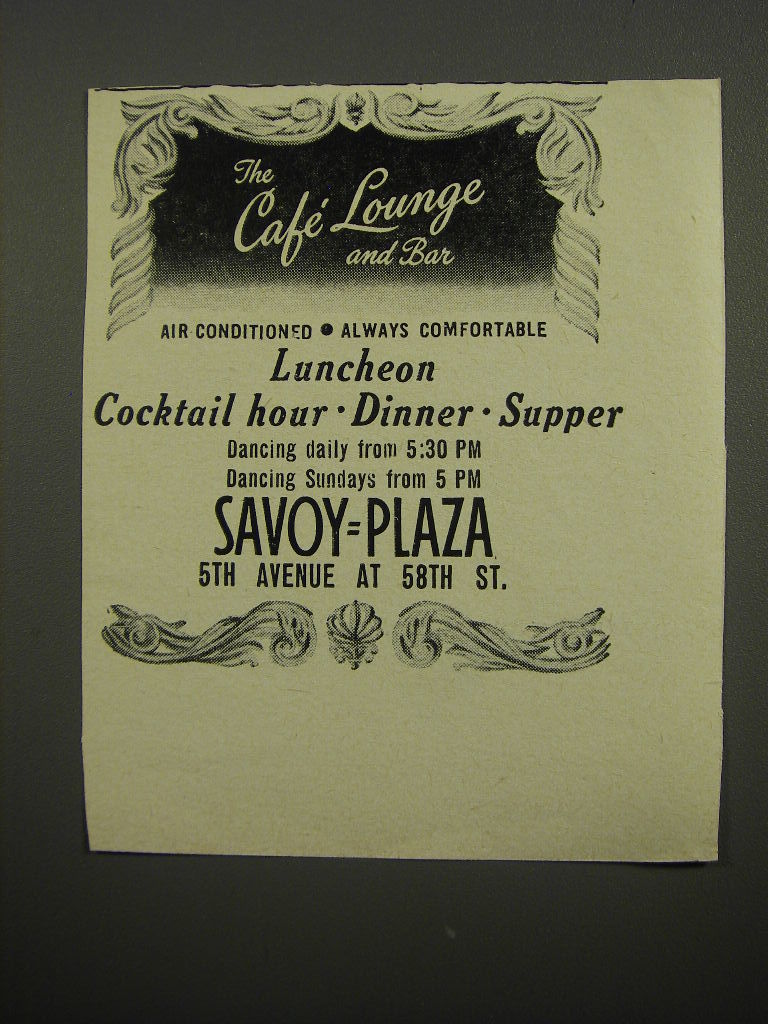 The
Café Lounge
and Bar
AIR CONDITIONED ● ALWAYS COMFORTABLE
Luncheon
Cocktail hour · Dinner · Supper
Dancing daily from 5:30 PM
Dancing Sundays from 5 PM
SAVOY=PLAZA
5TH AVENUE AT 58TH ST.